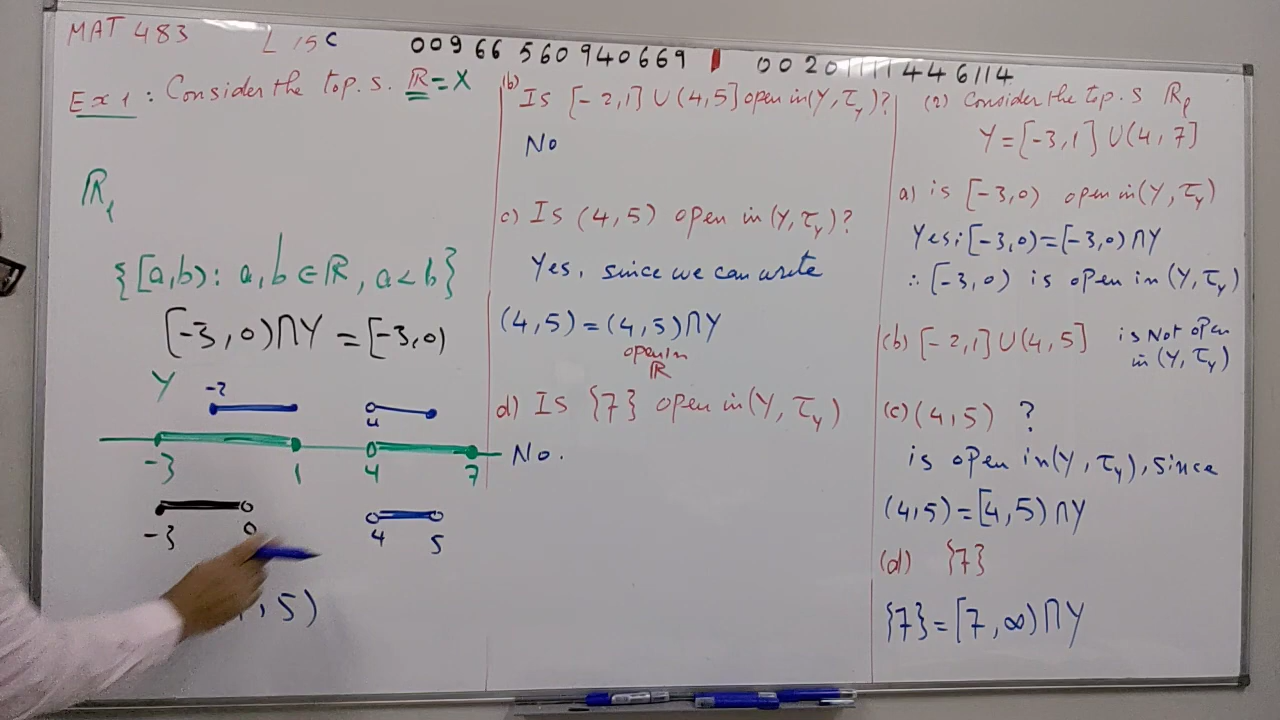 MAT 483
L 15C
00966 560940669
00201111446114
Ex 1: Consider the top. s. ℝ = X
ℝℓ
{[a,b): a,b ∈ ℝ, a<b}
[-3,0)∩Y = [-3,0)
Y
-2
4
-3
1
4
7
-3
0
4
5
, 5)
(b)
Is [-2,1] ∪ (4,5] open in (Y, τ_Y)?
No
c) Is (4,5) open in (Y, τ_Y)?
Yes, since we can write
(4,5) = (4,5)∩Y
open in
ℝ
d) Is {7} open in (Y, τ_Y)
No.
(2) Consider the top. s ℝℓ
Y = [-3,1] ∪ (4,7]
a) is [-3,0) open in (Y, τ_Y)
Yes: [-3,0) = [-3,0) ∩Y
∴ [-3,0) is open in (Y, τ_Y)
(b) [-2,1] ∪ (4,5] is Not open
in (Y, τ_Y)
(c) (4,5) ?
is open in (Y, τ_Y), since
(4,5) = [4,5) ∩Y
(d) {7}
{7} = [7,∞) ∩Y